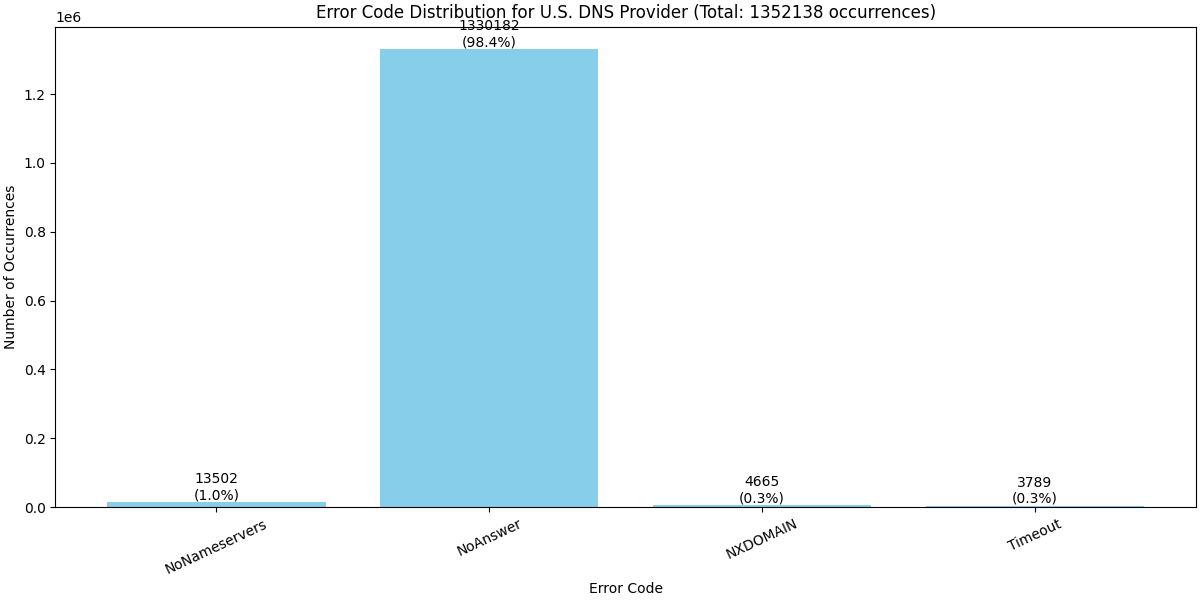 Error Code Distribution for U.S. DNS Provider (Total: 1352138 occurrences)
1e6
1330182
(98.4%)
1.2
1.0
0.8
0.6
0.4
0.2
0.0
Number of Occurrences
13502
(1.0%)
4665
(0.3%)
3789
(0.3%)
NoNameservers
NoAnswer
NXDOMAIN
Timeout
Error Code